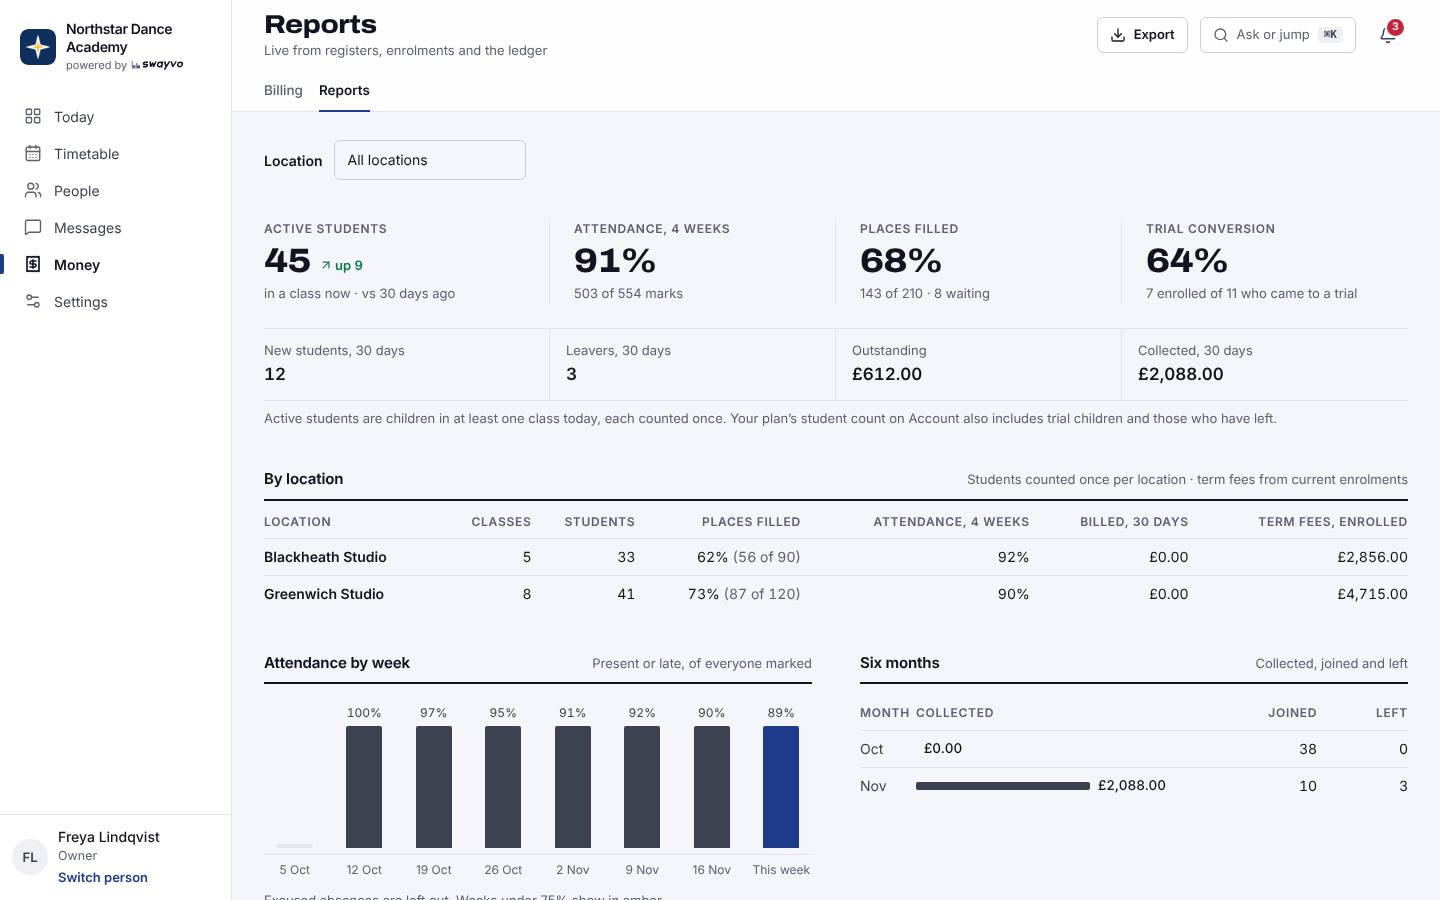 Northstar Dance
Academy
powered by swayvo
Today
Timetable
People
Messages
Money
Settings
Freya Lindqvist
FL
Owner
Switch person
Reports
Live from registers, enrolments and the ledger
Export
Ask or jump ⌘K
3
Billing Reports
Location All locations
ACTIVE STUDENTS
45 up 9
in a class now · vs 30 days ago
ATTENDANCE, 4 WEEKS
91%
503 of 554 marks
PLACES FILLED
68%
143 of 210 · 8 waiting
TRIAL CONVERSION
64%
7 enrolled of 11 who came to a trial
New students, 30 days
12
Leavers, 30 days
3
Outstanding
£612.00
Collected, 30 days
£2,088.00
Active students are children in at least one class today, each counted once. Your plan’s student count on Account also includes trial children and those who have left.
By location Students counted once per location · term fees from current enrolments
LOCATION CLASSES STUDENTS PLACES FILLED ATTENDANCE, 4 WEEKS BILLED, 30 DAYS TERM FEES, ENROLLED
Blackheath Studio 5 33 62% (56 of 90) 92% £0.00 £2,856.00
Greenwich Studio 8 41 73% (87 of 120) 90% £0.00 £4,715.00
Attendance by week Present or late, of everyone marked
100% 97% 95% 91% 92% 90% 89%
5 Oct 12 Oct 19 Oct 26 Oct 2 Nov 9 Nov 16 Nov This week
Excused absences are left out. Weeks under 75% show in amber.
Six months Collected, joined and left
MONTH COLLECTED JOINED LEFT
Oct £0.00 38 0
Nov £2,088.00 10 3